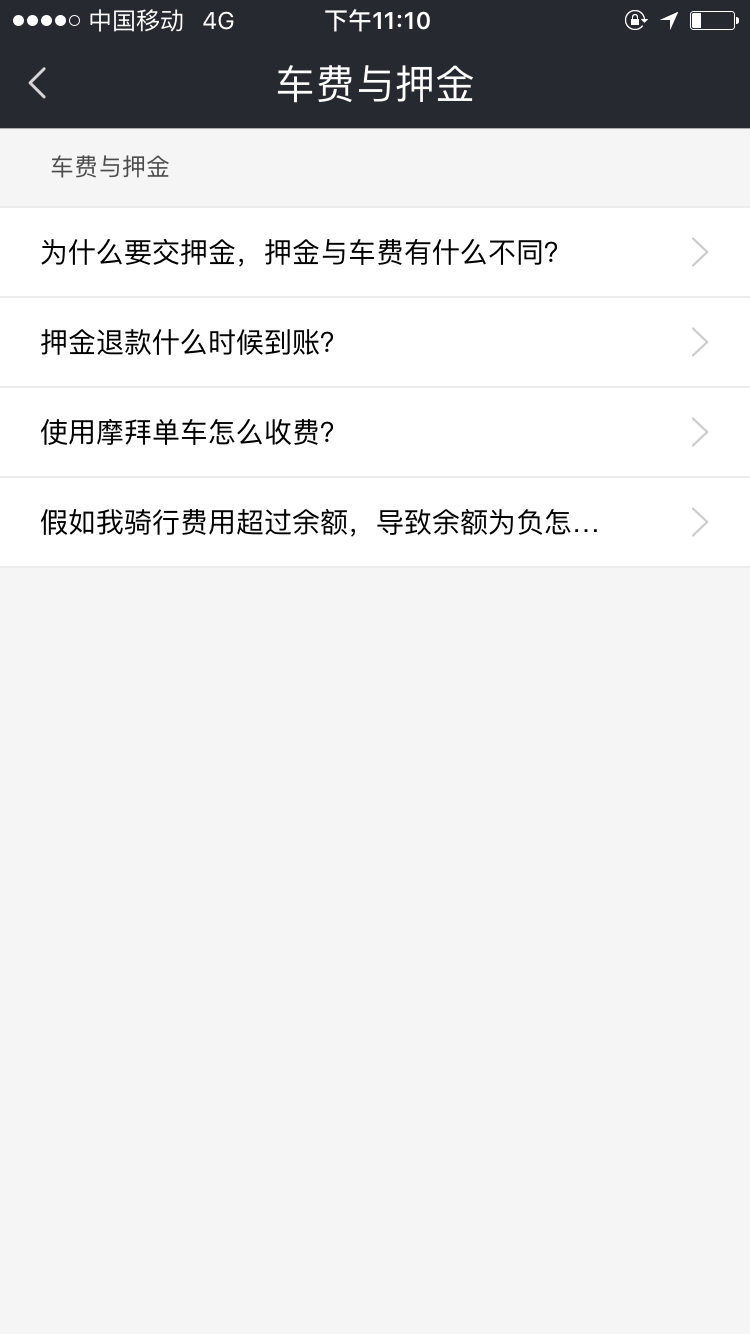 中国移动 4G 下午11:10
车费与押金
车费与押金
为什么要交押金，押金与车费有什么不同？
押金退款什么时候到账？
使用摩拜单车怎么收费？
假如我骑行费用超过余额，导致余额为负怎...